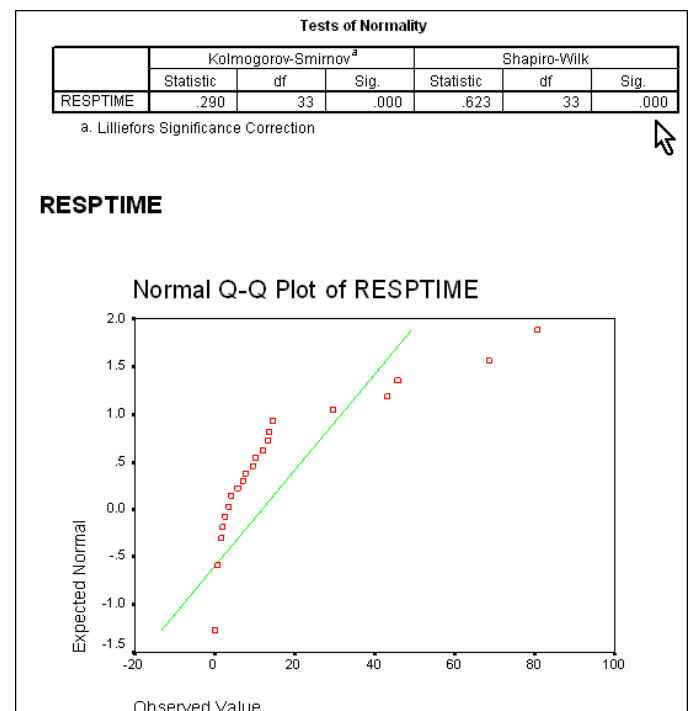 Tests of Normality
Kolmogorov-Smirnov a Shapiro-Wilk
Statistic df Sig. Statistic df Sig.
RESPTIME .290 33 .000 .623 33 .000
a. Lilliefors Significance Correction
RESPTIME
Normal Q-Q Plot of RESPTIME
2.0
1.5
1.0
.5
0.0
-.5
-1.0
-1.5
Expected Normal
-20 0 20 40 60 80 100
Observed Value